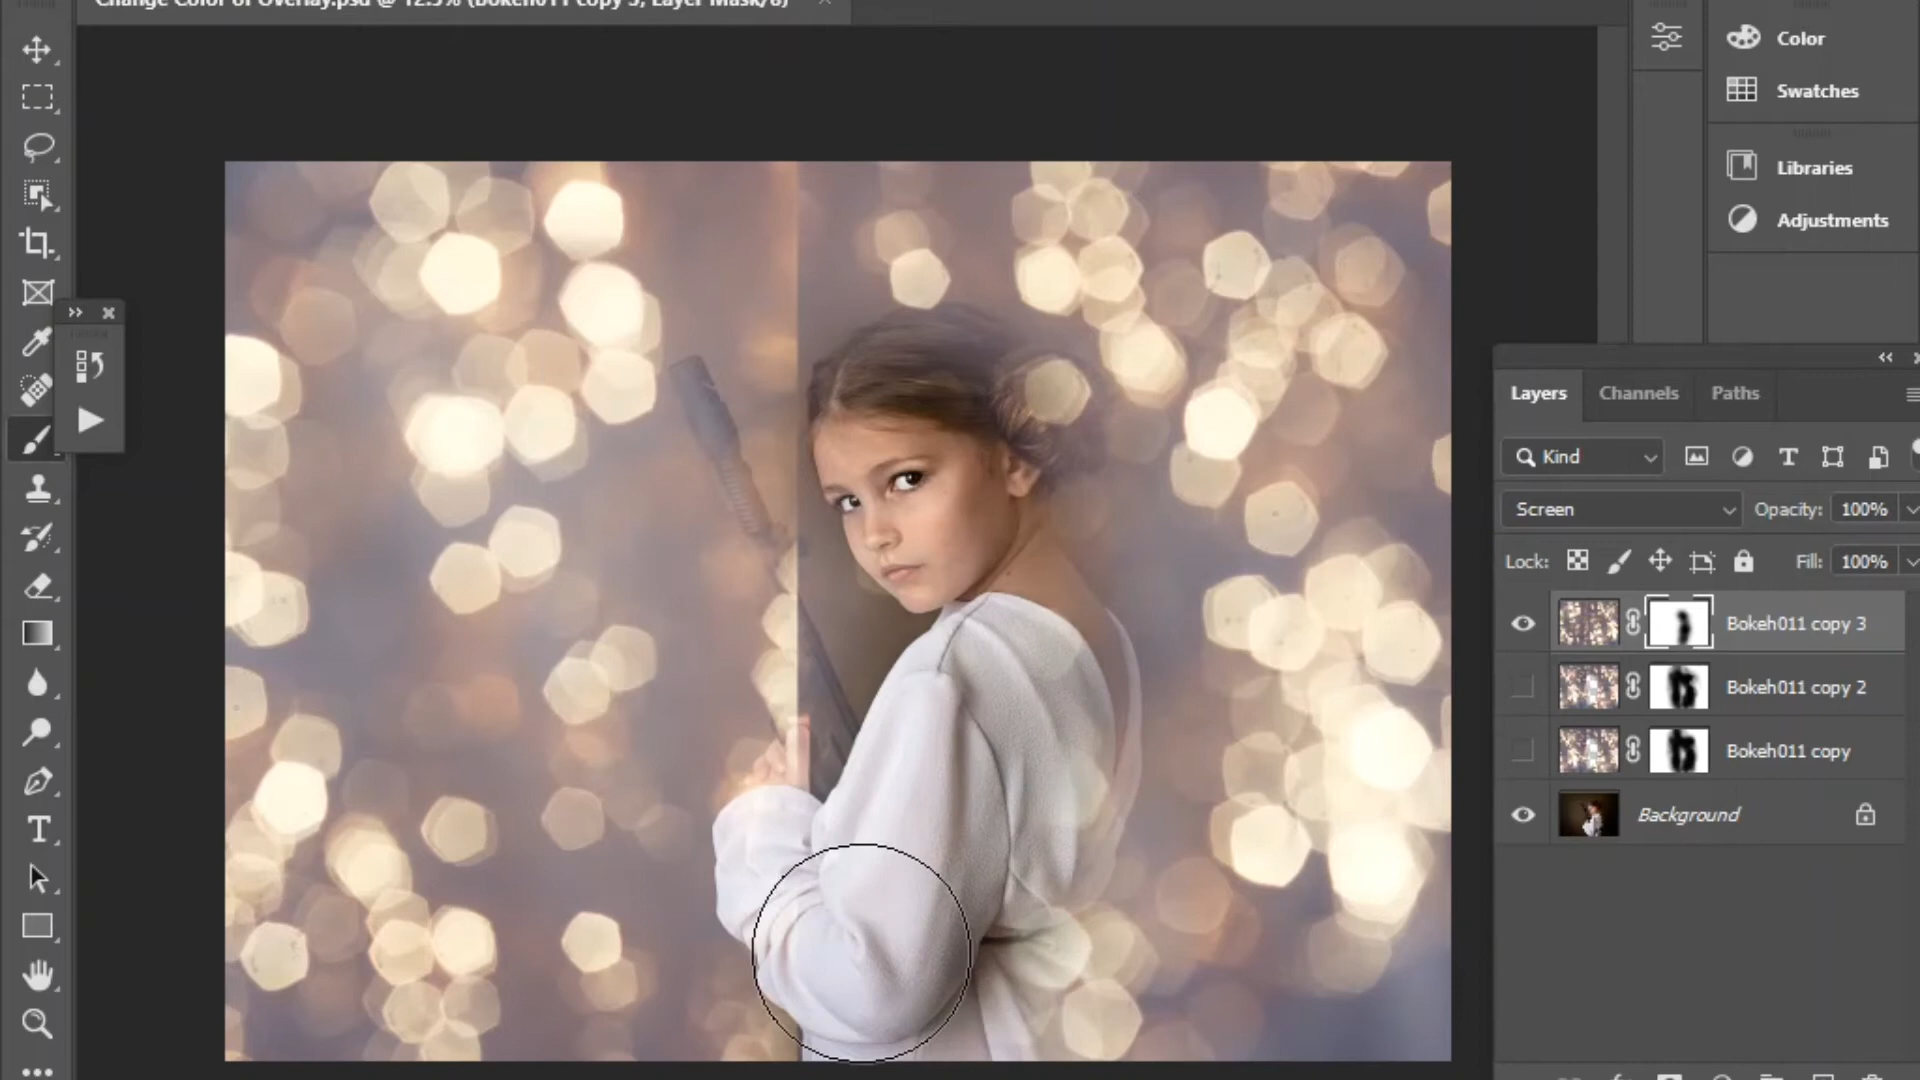 Change Color of Overlay.psd @ 12.5% (Bokeh011 copy 3, Layer Mask/8)
Color
Swatches
Libraries
Adjustments
Layers
Channels
Paths
Kind
Screen
Opacity: 100%
Lock:
Fill: 100%
Bokeh011 copy 3
Bokeh011 copy 2
Bokeh011 copy
Background